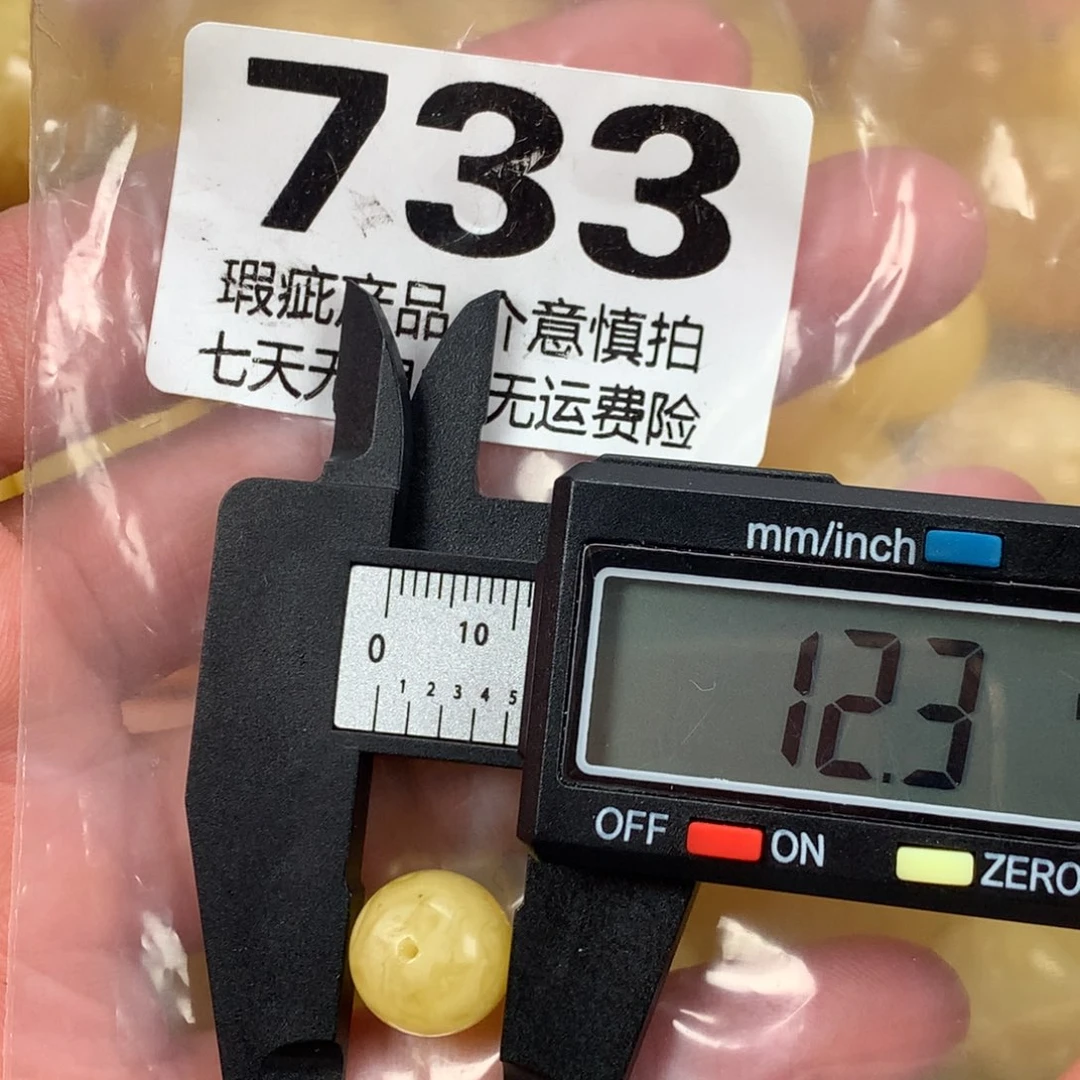 733
瑕疵产品 介意慎拍
七天 无运费险
mm/inch
0 10
1 2 3 4 5
12.3
OFF ON ZERO